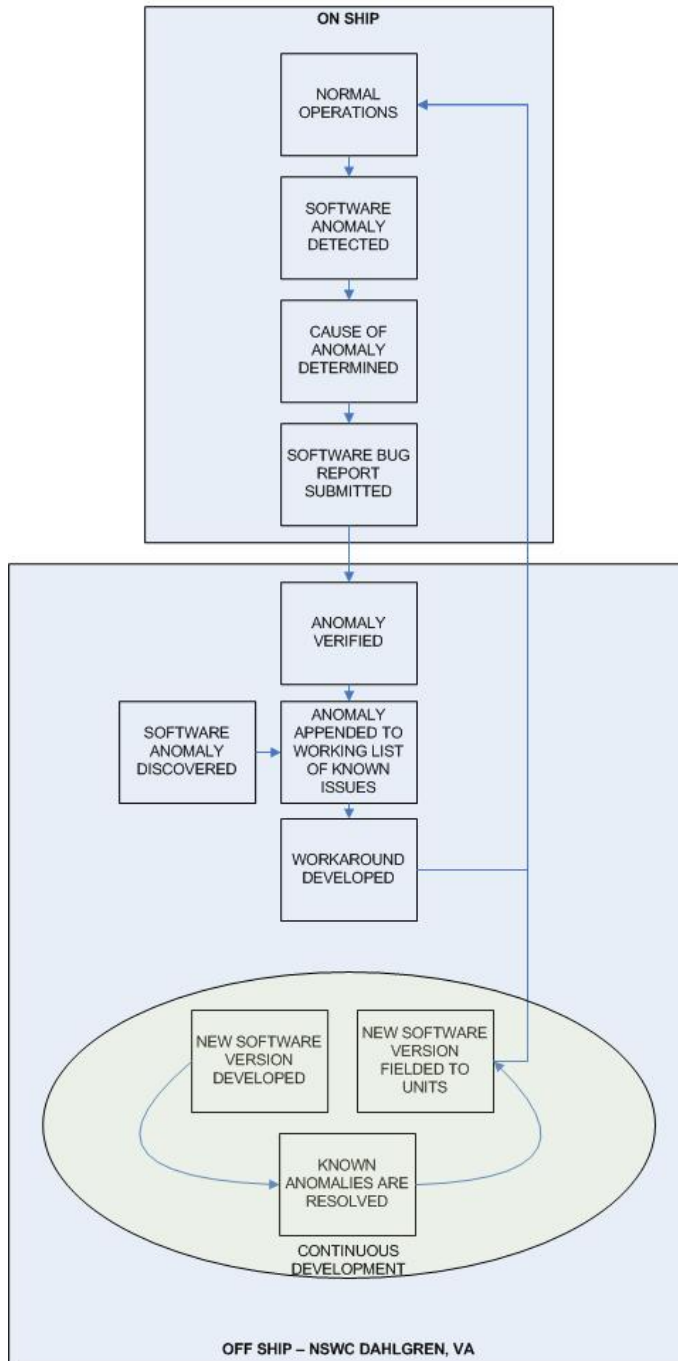 ON SHIP
NORMAL
OPERATIONS
SOFTWARE
ANOMALY
DETECTED
CAUSE OF
ANOMALY
DETERMINED
SOFTWARE BUG
REPORT
SUBMITTED
ANOMALY
VERIFIED
SOFTWARE
ANOMALY
DISCOVERED
ANOMALY
APPENDED TO
WORKING LIST
OF KNOWN
ISSUES
WORKAROUND
DEVELOPED
NEW SOFTWARE
VERSION
DEVELOPED
NEW SOFTWARE
VERSION
FIELDED TO
UNITS
KNOWN
ANOMALIES ARE
RESOLVED
CONTINUOUS
DEVELOPMENT
OFF SHIP – NSWC DAHLGREN, VA